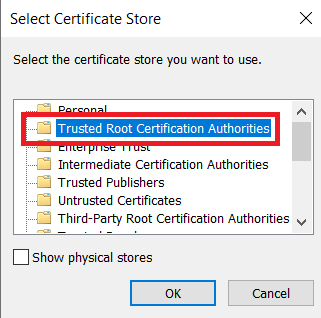 Select Certificate Store
Select the certificate store you want to use.
Personal
Trusted Root Certification Authorities
Enterprise Trust
Intermediate Certification Authorities
Trusted Publishers
Untrusted Certificates
Third-Party Root Certification Authorities
Show physical stores
OK
Cancel